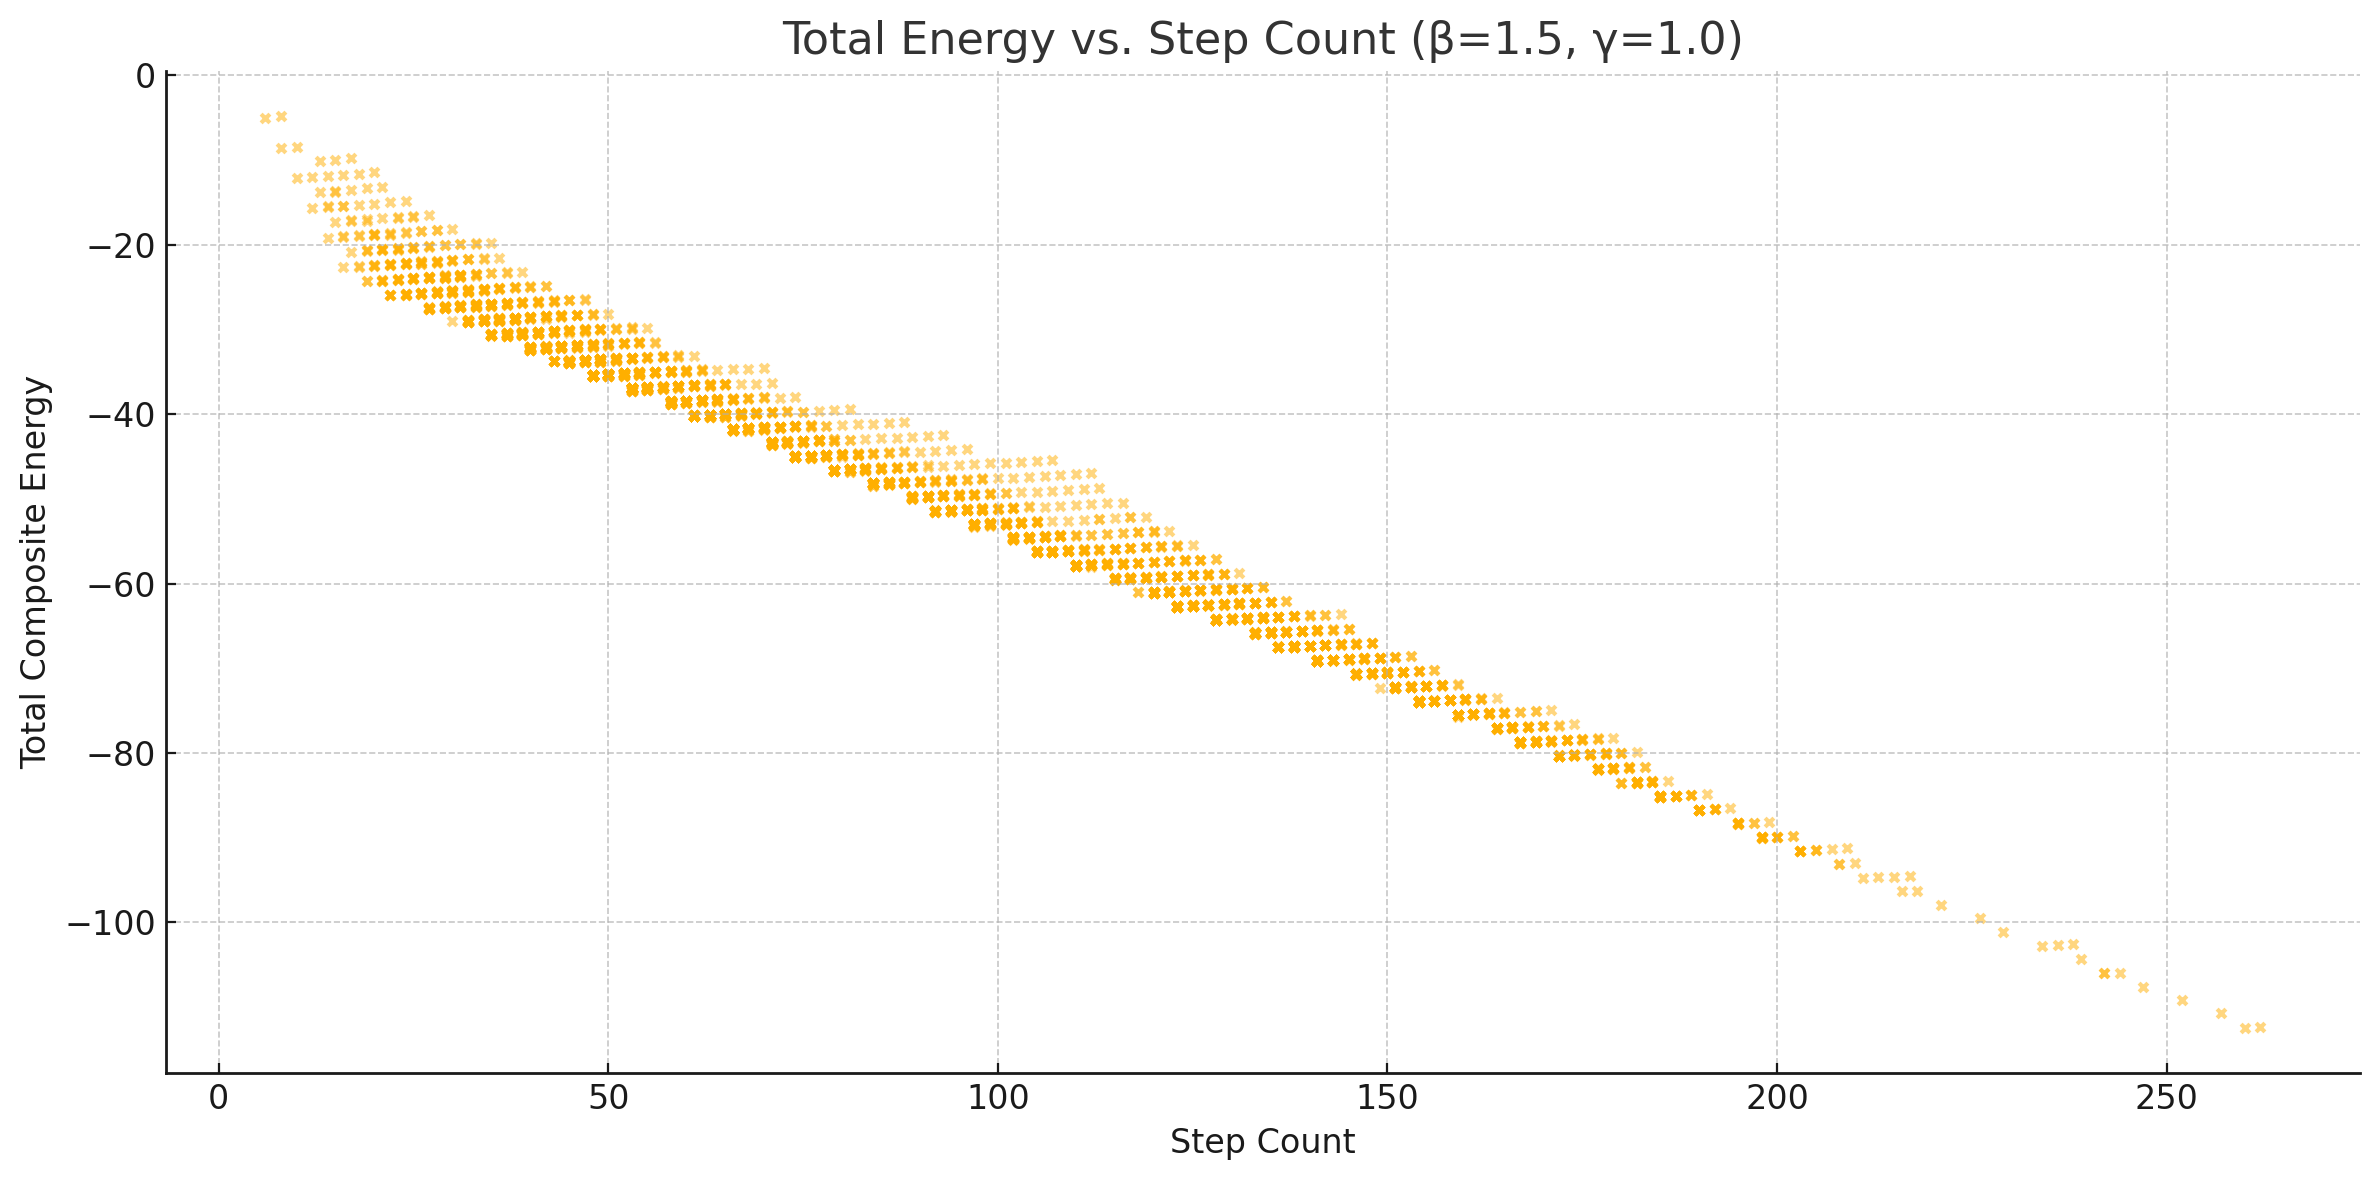 Total Energy vs. Step Count (β=1.5, γ=1.0)
Total Composite Energy
0
−20
−40
−60
−80
−100
0 50 100 150 200 250
Step Count